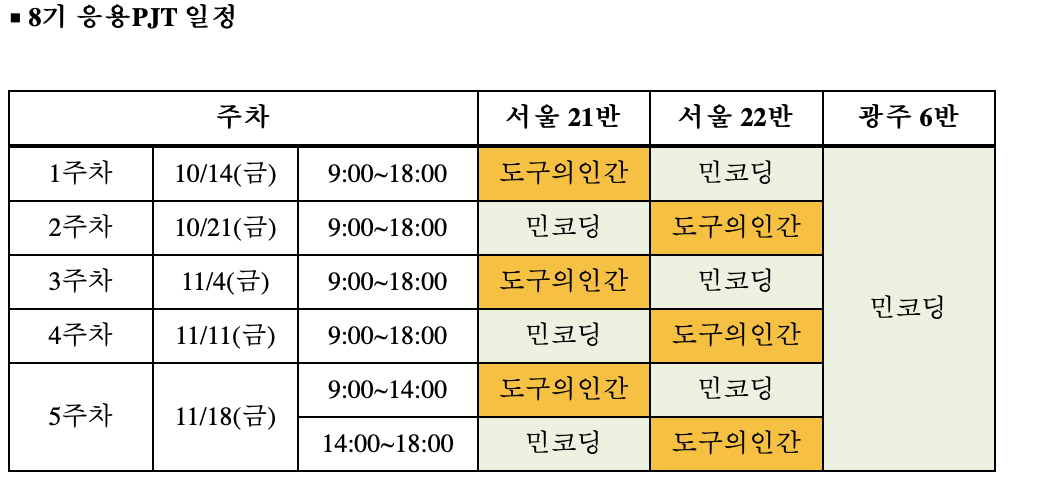 ▪ 8기 응용PJT 일정
주차 서울 21반 서울 22반 광주 6반
1주차 10/14(금) 9:00~18:00 도구의인간 민코딩
2주차 10/21(금) 9:00~18:00 민코딩 도구의인간
3주차 11/4(금) 9:00~18:00 도구의인간 민코딩
민코딩
4주차 11/11(금) 9:00~18:00 민코딩 도구의인간
5주차 11/18(금) 9:00~14:00 도구의인간 민코딩
14:00~18:00 민코딩 도구의인간